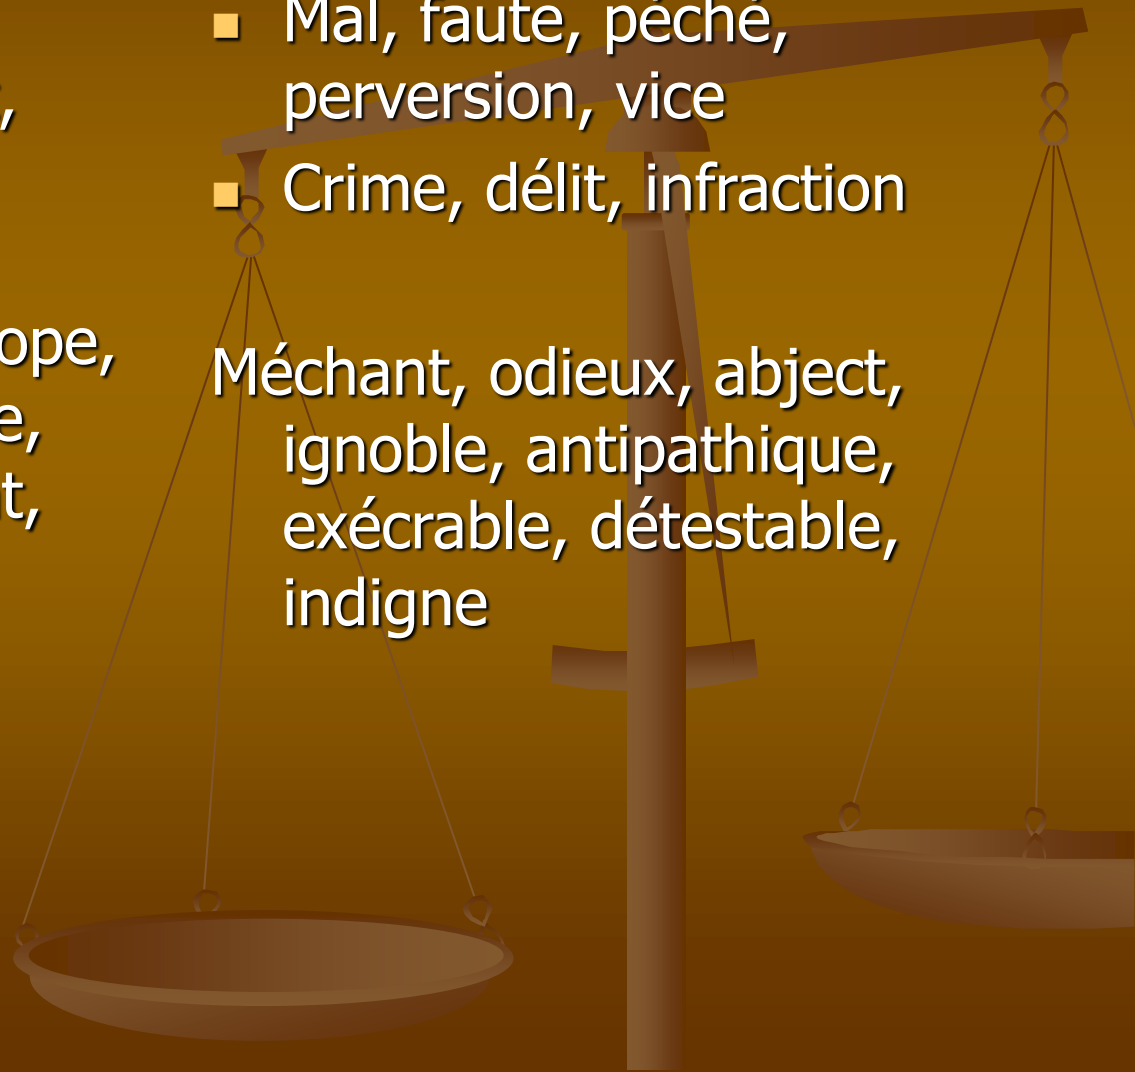 Mal, faute, péché,
perversion, vice
Crime, délit, infraction
Méchant, odieux, abject,
ignoble, antipathique,
exécrable, détestable,
indigne